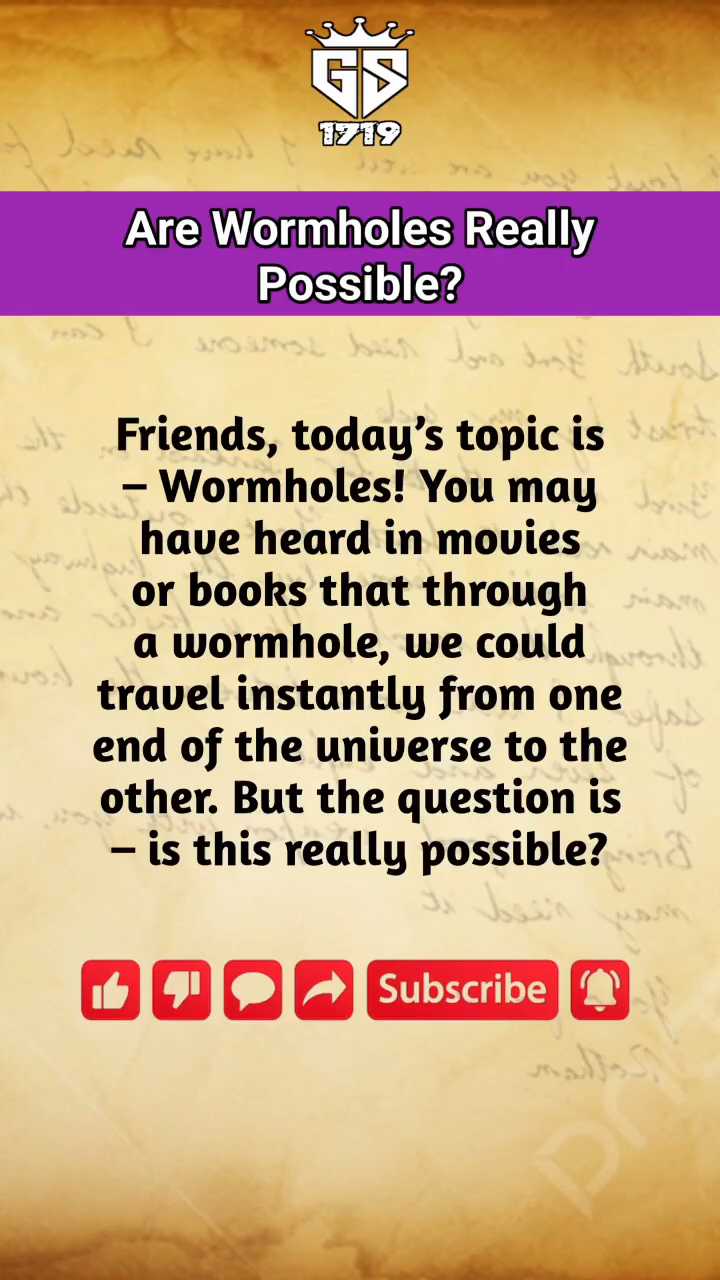 GS
1719
Are Wormholes Really
Possible?
Friends, today’s topic is
– Wormholes! You may
have heard in movies
or books that through
a wormhole, we could
travel instantly from one
end of the universe to the
other. But the question is
– is this really possible?
Subscribe